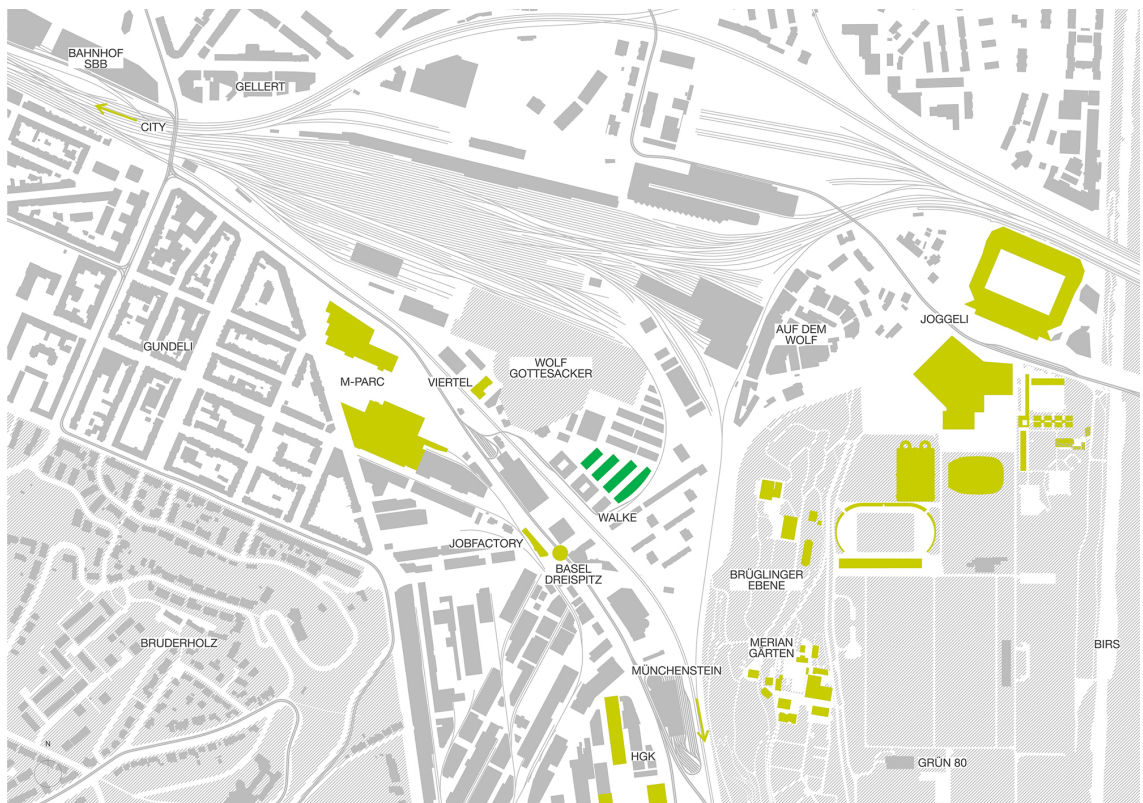 BAHNHOF
SBB
GELLERT
CITY
JOGGELI
AUF DEM
WOLF
GUNDELI
WOLF
GOTTESACKER
M-PARC
VIERTEL
WALKE
JOBFACTORY
BASEL
DREISPITZ
BRÜGLINGER
EBENE
BRUDERHOLZ
MERIAN
GÄRTEN
BIRS
MÜNCHENSTEIN
N
HGK
GRÜN 80